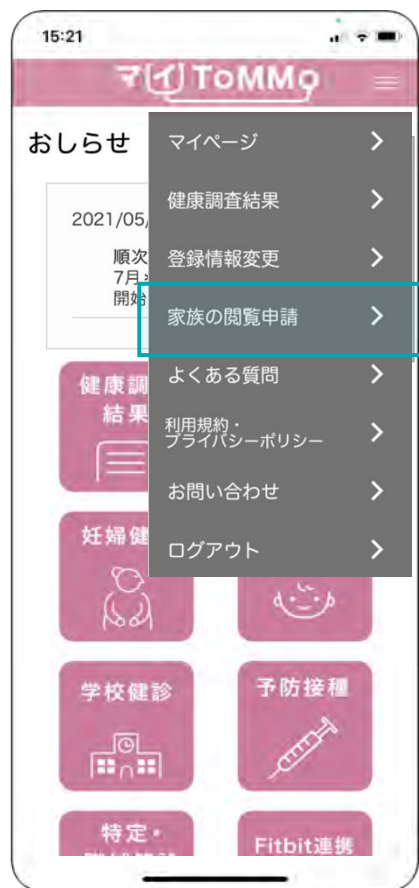 15:21
マイ ToMMo
おしらせ
マイページ
健康調査結果
登録情報変更
家族の閲覧申請
よくある質問
利用規約・
プライバシーポリシー
お問い合わせ
ログアウト
2021/05/
順次
7月
開始
健康調
結果
妊婦健
学校健診
予防接種
特定・
Fitbit連携